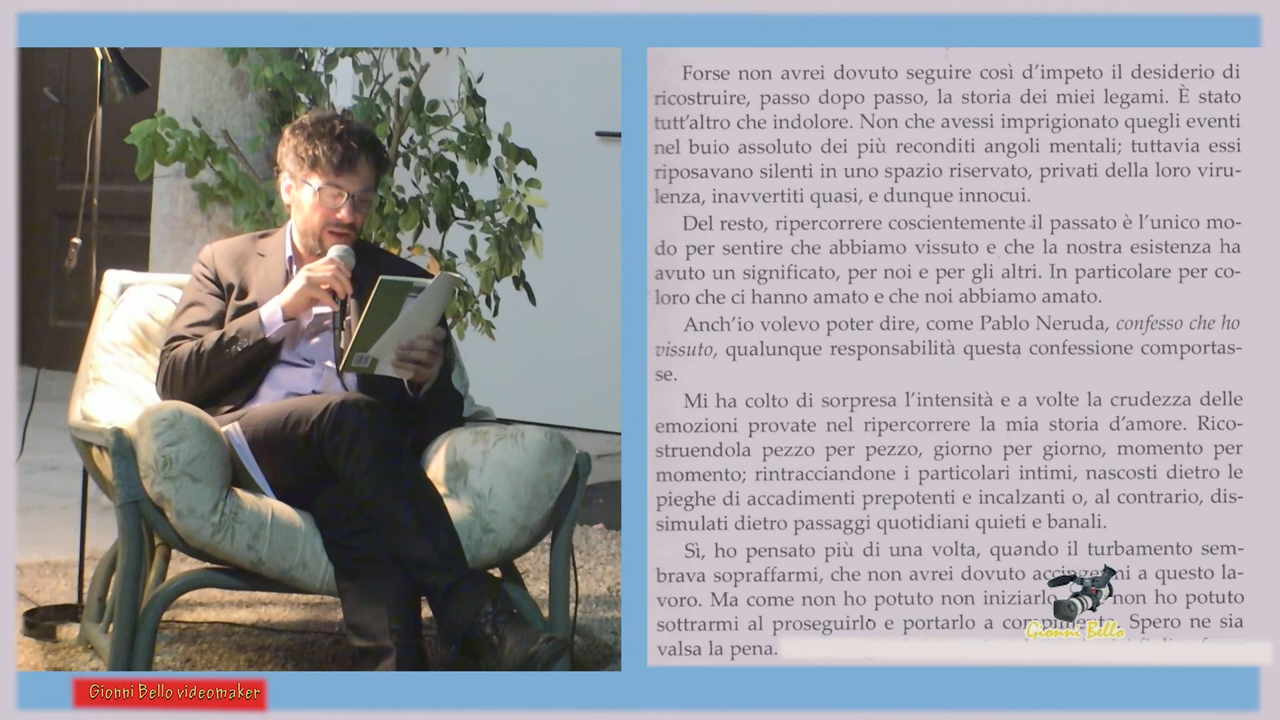 Forse non avrei dovuto seguire così d'impeto il desiderio di
ricostruire, passo dopo passo, la storia dei miei legami. È stato
tutt'altro che indolore. Non che avessi imprigionato quegli eventi
nel buio assoluto dei più reconditi angoli mentali; tuttavia essi
riposavano silenti in uno spazio riservato, privati della loro viru-
lenza, inavvertiti quasi, e dunque innocui.
Del resto, ripercorrere coscientemente il passato è l'unico mo-
do per sentire che abbiamo vissuto e che la nostra esistenza ha
avuto un significato, per noi e per gli altri. In particolare per co-
loro che ci hanno amato e che noi abbiamo amato.
Anch'io volevo poter dire, come Pablo Neruda, confesso che ho
vissuto, qualunque responsabilità questa confessione comportas-
se.
Mi ha colto di sorpresa l'intensità e a volte la crudezza delle
emozioni provate nel ripercorrere la mia storia d'amore. Rico-
struendola pezzo per pezzo, giorno per giorno, momento per
momento; rintracciandone i particolari intimi, nascosti dietro le
pieghe di accadimenti prepotenti e incalzanti o, al contrario, dis-
simulati dietro passaggi quotidiani quieti e banali.
Sì, ho pensato più di una volta, quando il turbamento sem-
brava sopraffarmi, che non avrei dovuto accingermi a questo la-
voro. Ma come non ho potuto non iniziarlo non ho potuto
sottrarmi al proseguirlo e portarlo a compimento. Spero ne sia
valsa la pena.
Gionni Bello
Gionni Bello videomaker